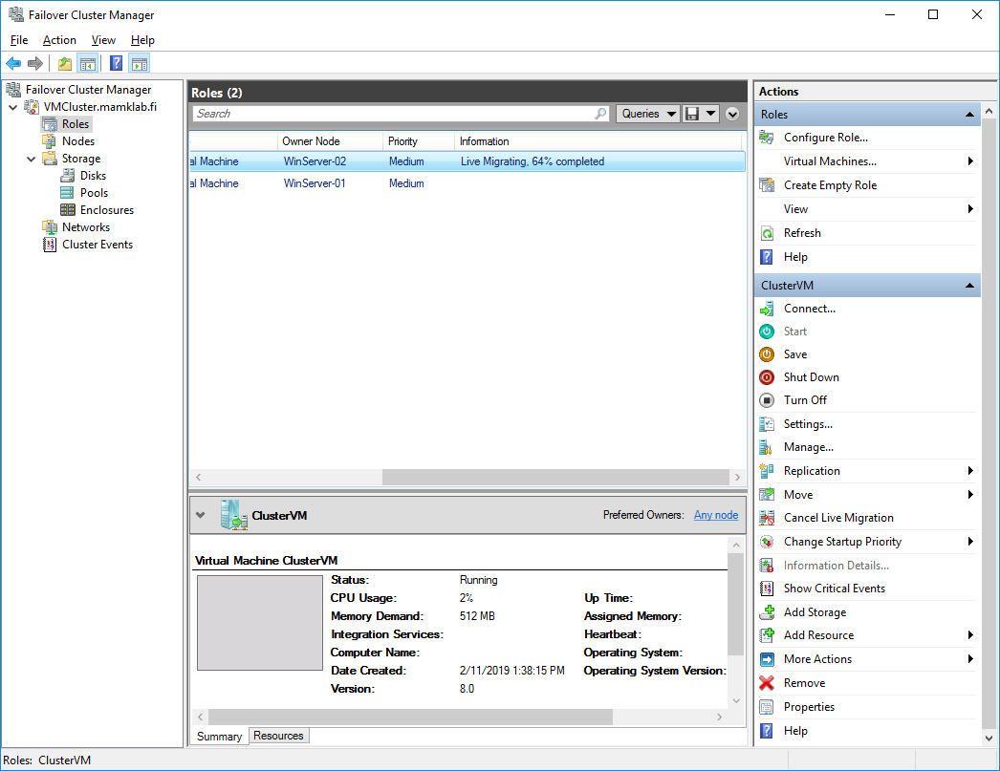 Failover Cluster Manager
File Action View Help
Failover Cluster Manager
VMCluster.mamklab.fi
Roles
Nodes
Storage
Disks
Pools
Enclosures
Networks
Cluster Events
Roles (2)
Search
Queries
Owner Node Priority Information
al Machine WinServer-02 Medium Live Migrating, 64% completed
al Machine WinServer-01 Medium
ClusterVM Preferred Owners: Any node
Virtual Machine ClusterVM
Status: Running
CPU Usage: 2% Up Time:
Memory Demand: 512 MB Assigned Memory:
Integration Services: Heartbeat:
Computer Name: Operating System:
Date Created: 2/11/2019 1:38:15 PM Operating System Version:
Version: 8.0
Summary Resources
Actions
Roles
Configure Role...
Virtual Machines...
Create Empty Role
View
Refresh
Help
ClusterVM
Connect...
Start
Save
Shut Down
Turn Off
Settings...
Manage...
Replication
Move
Cancel Live Migration
Change Startup Priority
Information Details...
Show Critical Events
Add Storage
Add Resource
More Actions
Remove
Properties
Help
Roles: ClusterVM